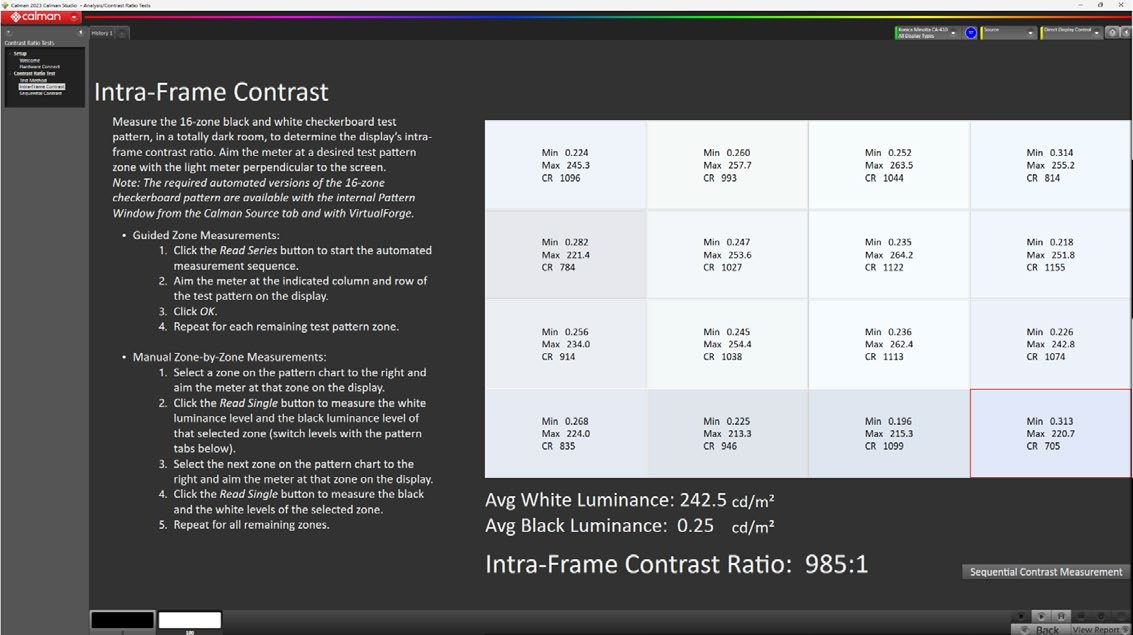 Calman 2023 Calman Studio - Analysis/Contrast Ratio Tests
calman
History 1
Konica Minolta CA-410
All Display Types
Source
Direct Display Control
Contrast Ratio Tests
Setup
Welcome
Hardware Connect
Contrast Ratio Test
Test Method
Intra-Frame Contrast
Sequential Contrast
Intra-Frame Contrast
Measure the 16-zone black and white checkerboard test
pattern, in a totally dark room, to determine the display's intra-
frame contrast ratio. Aim the meter at a desired test pattern
zone with the light meter perpendicular to the screen.
Note: The required automated versions of the 16-zone
checkerboard pattern are available with the internal Pattern
Window from the Calman Source tab and with VirtualForge.
• Guided Zone Measurements:
1. Click the Read Series button to start the automated
measurement sequence.
2. Aim the meter at the indicated column and row of
the test pattern on the display.
3. Click OK.
4. Repeat for each remaining test pattern zone.
• Manual Zone-by-Zone Measurements:
1. Select a zone on the pattern chart to the right and
aim the meter at that zone on the display.
2. Click the Read Single button to measure the white
luminance level and the black luminance level of
that selected zone (switch levels with the pattern
tabs below).
3. Select the next zone on the pattern chart to the
right and aim the meter at that zone on the display.
4. Click the Read Single button to measure the black
and the white levels of the selected zone.
5. Repeat for all remaining zones.
Min 0.224 Min 0.260 Min 0.252 Min 0.314
Max 245.3 Max 257.7 Max 263.5 Max 255.2
CR 1096 CR 993 CR 1044 CR 814
Min 0.282 Min 0.247 Min 0.235 Min 0.218
Max 221.4 Max 253.6 Max 264.2 Max 251.8
CR 784 CR 1027 CR 1122 CR 1155
Min 0.256 Min 0.245 Min 0.236 Min 0.226
Max 234.0 Max 254.4 Max 262.4 Max 242.8
CR 914 CR 1038 CR 1113 CR 1074
Min 0.268 Min 0.225 Min 0.196 Min 0.313
Max 224.0 Max 213.3 Max 215.3 Max 220.7
CR 835 CR 946 CR 1099 CR 705
Avg White Luminance: 242.5 cd/m²
Avg Black Luminance: 0.25 cd/m²
Intra-Frame Contrast Ratio: 985:1
Sequential Contrast Measurement
100
Back
View Report